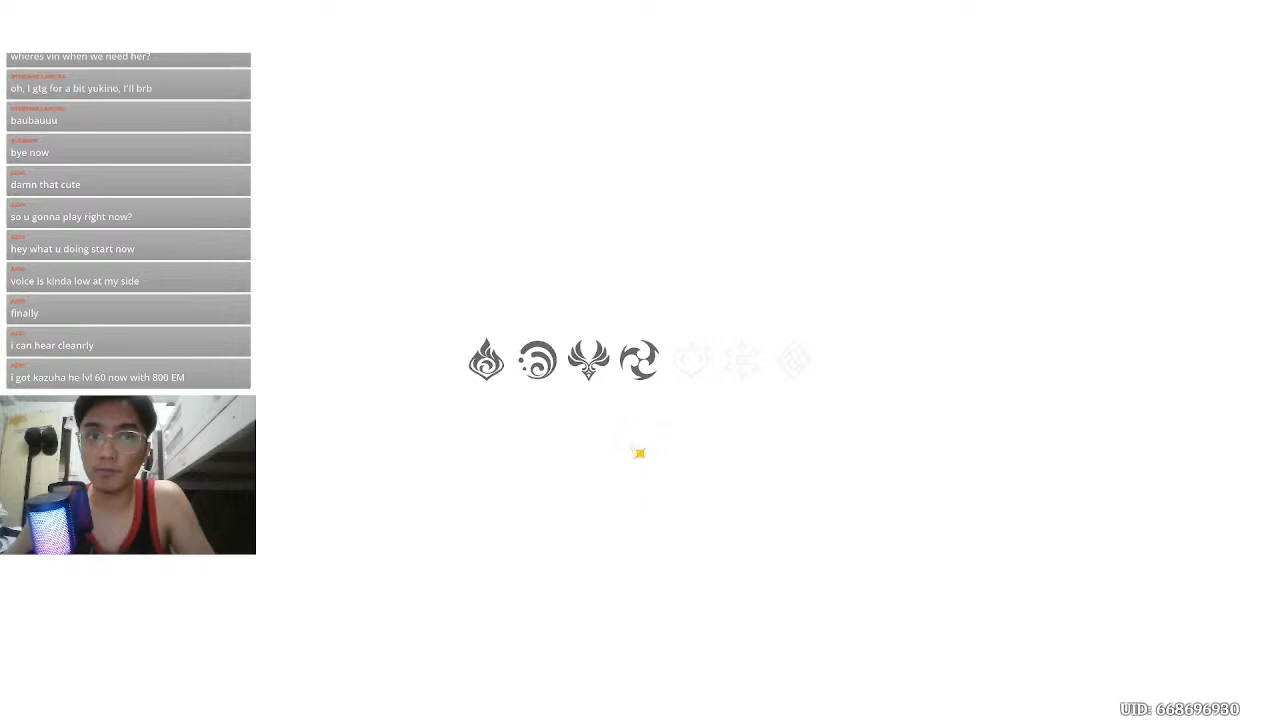 wheres viri when we need her?
oh, I gtg for a bit yukino, I'll brb
baubauuu
bye now
damn that cute
so u gonna play right now?
hey what u doing start now
voice is kinda low at my side
finally
i can hear cleanrly
i got kazuha he lvl 60 now with 800 EM
UID: 668696930